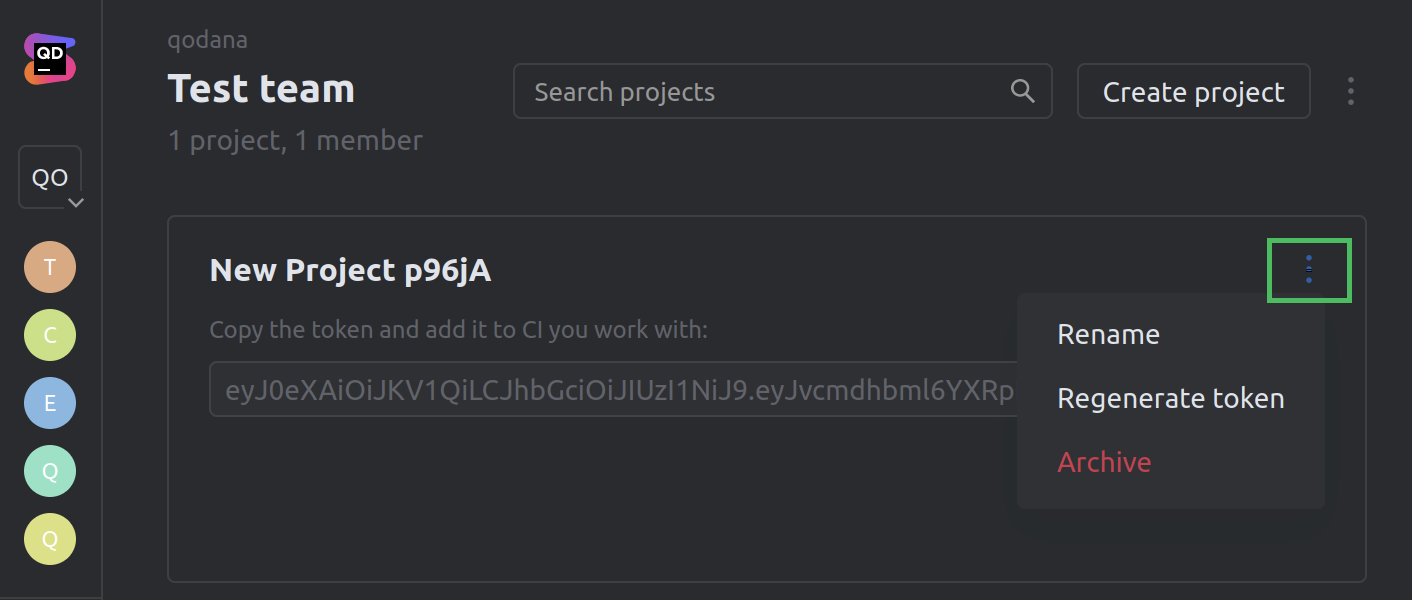 QD
qodana
Test team
Search projects
Create project
1 project, 1 member
QO
T
C
E
Q
Q
New Project p96jA
Copy the token and add it to CI you work with:
eyJ0eXAiOiJKV1QiLCJhbGciOiJIUzI1NiJ9.eyJvcmdhbml6YXRp
Rename
Regenerate token
Archive